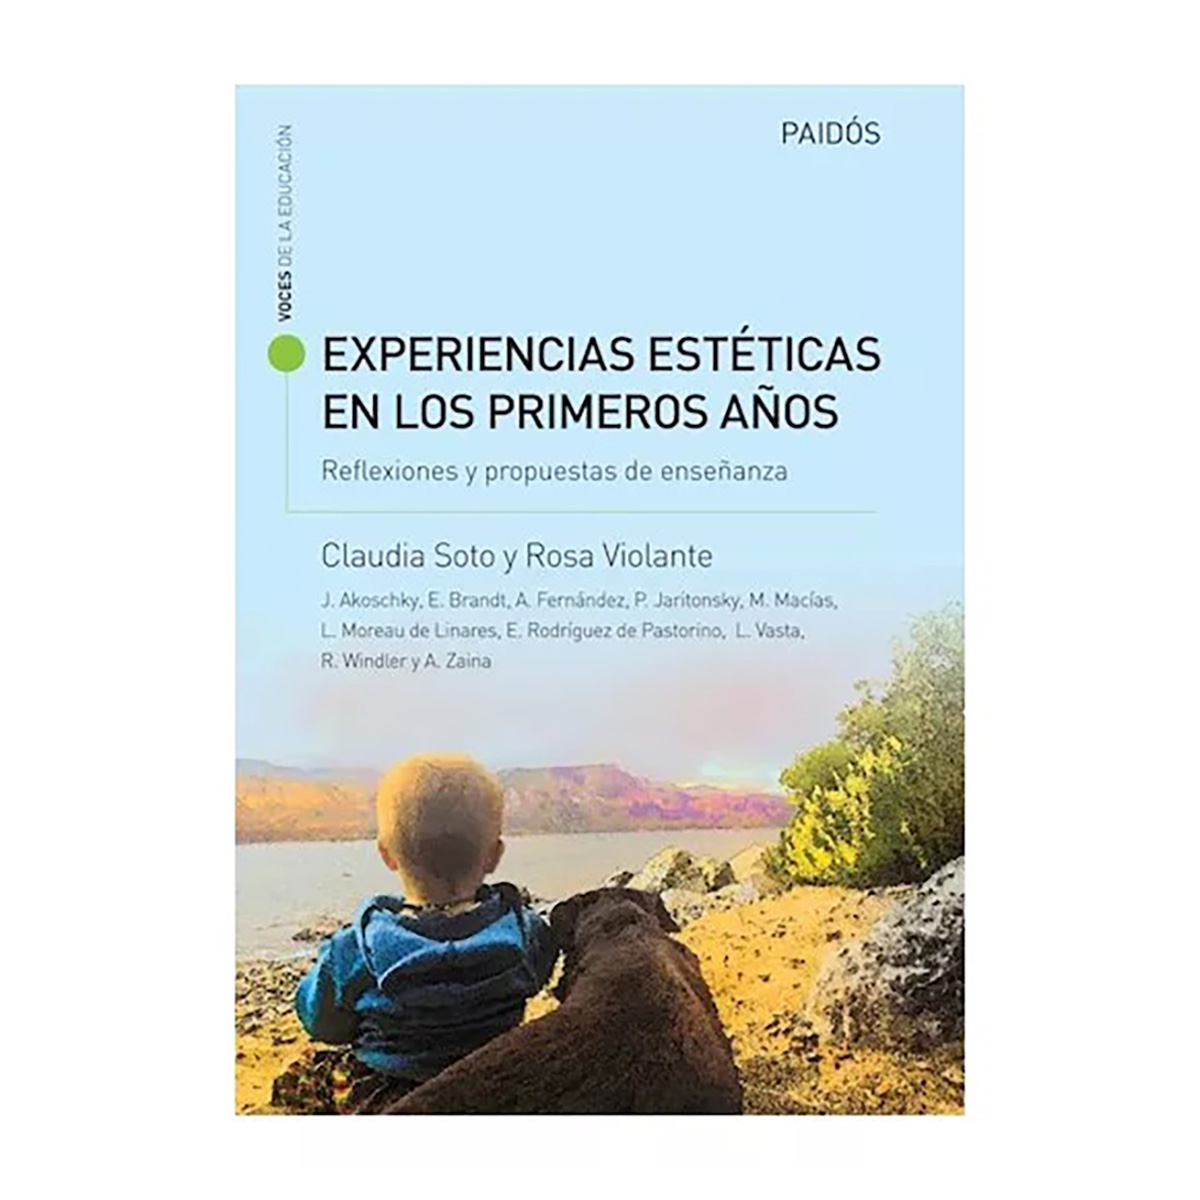 PAIDÓS
VOCES DE LA EDUCACIÓN
EXPERIENCIAS ESTÉTICAS
EN LOS PRIMEROS AÑOS
Reflexiones y propuestas de enseñanza
Claudia Soto y Rosa Violante
J. Akoschky, E. Brandt, A. Fernández, P. Jaritonsky, M. Macías,
L. Moreau de Linares, E. Rodríguez de Pastorino, L. Vasta,
R. Windler y A. Zaina